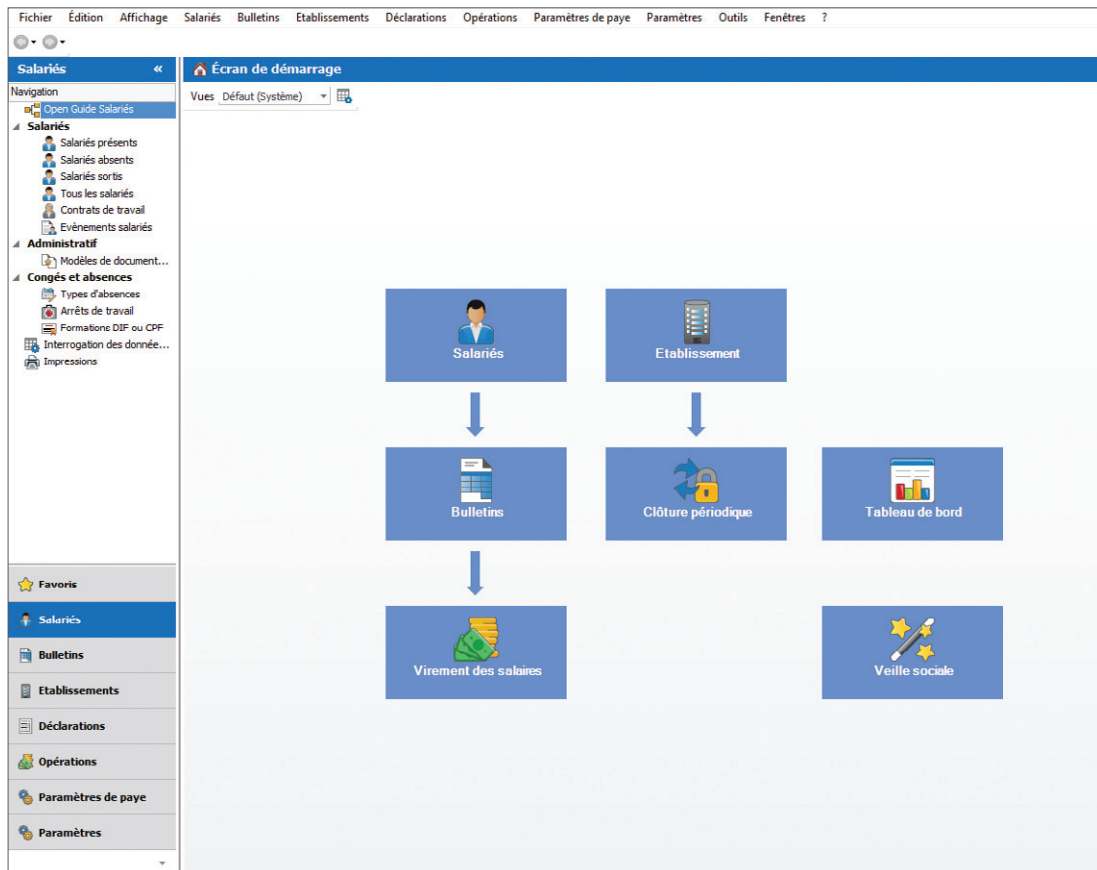 Fichier Édition Affichage Salariés Bulletins Etablissements Déclarations Opérations Paramètres de paye Paramètres Outils Fenêtres ?
Salariés «
Écran de démarrage
Navigation
Vues Défaut (Système)
Open Guide Salariés
Salariés
Salariés présents
Salariés absents
Salariés sortis
Tous les salariés
Contrats de travail
Evènements salariés
Administratif
Modèles de document...
Congés et absences
Types d'absences
Arrêts de travail
Formations DIF ou CPF
Interrogation des donnée...
Impressions
Salariés
Etablissement
Bulletins
Clôture périodique
Tableau de bord
Virement des salaires
Veille sociale
Favoris
Salariés
Bulletins
Etablissements
Déclarations
Opérations
Paramètres de paye
Paramètres